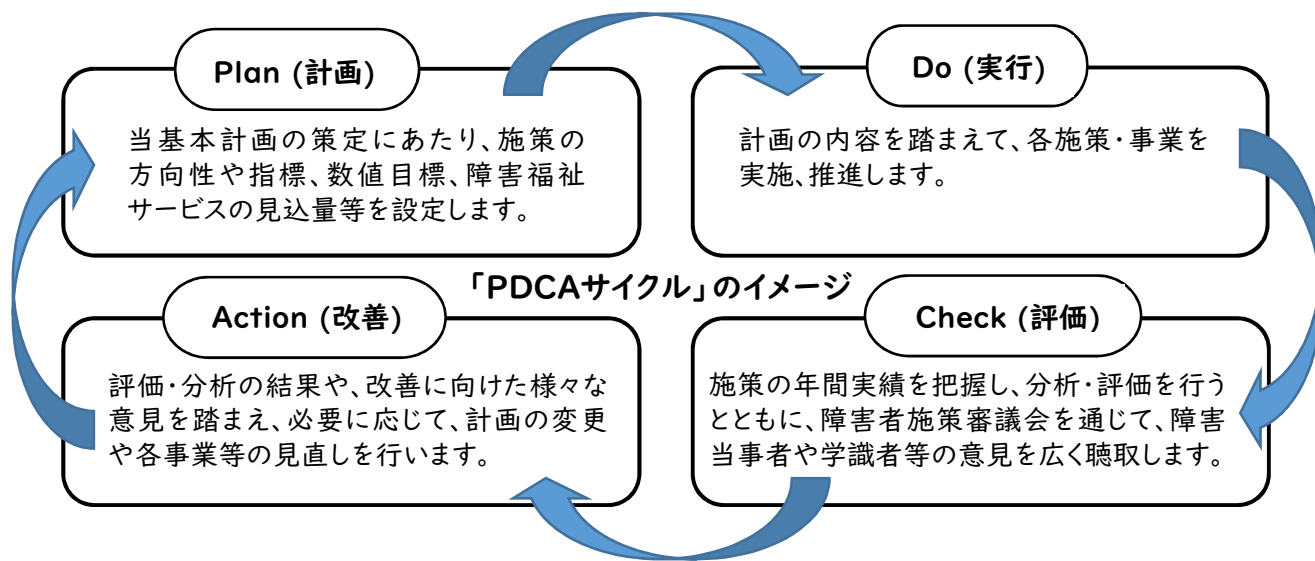 Plan (計画)
当基本計画の策定にあたり、施策の
方向性や指標、数値目標、障害福祉
サービスの見込量等を設定します。
Do (実行)
計画の内容を踏まえて、各施策・事業を
実施、推進します。
「PDCAサイクル」のイメージ
Action (改善)
評価・分析の結果や、改善に向けた様々な
意見を踏まえ、必要に応じて、計画の変更
や各事業等の見直しを行います。
Check (評価)
施策の年間実績を把握し、分析・評価を行う
とともに、障害者施策審議会を通じて、障害
当事者や学識者等の意見を広く聴取します。